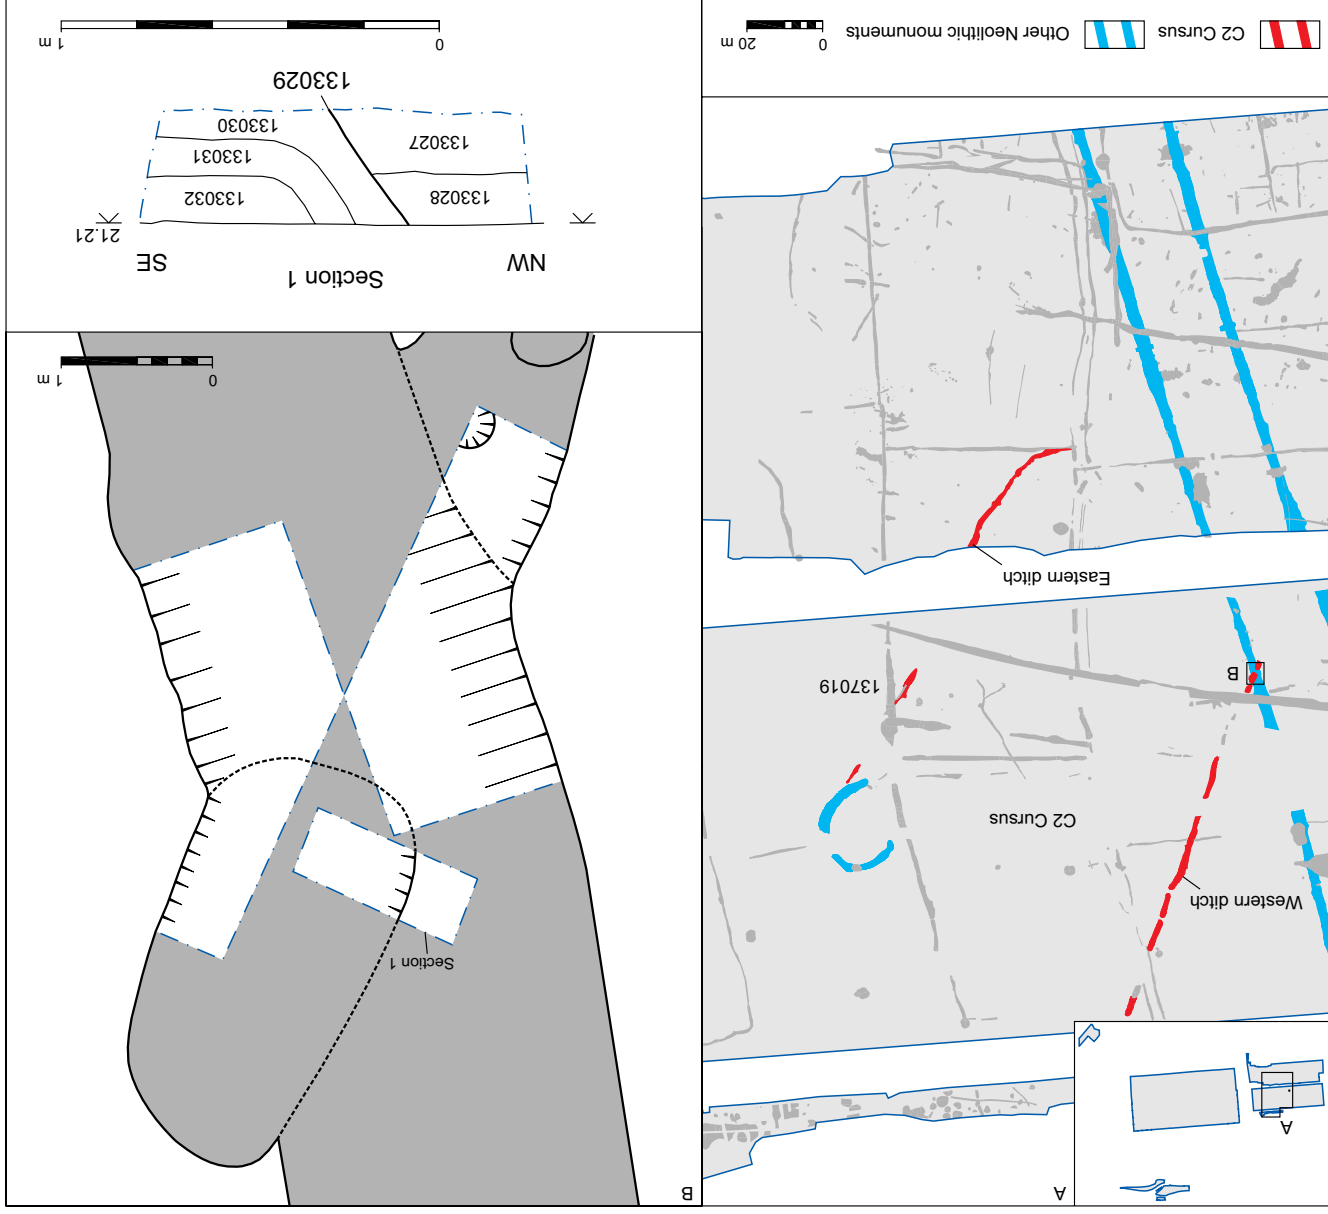 A
A
Western ditch
C2 Cursus
137019
B
Eastern ditch
C2 Cursus
Other Neolithic monuments
0
20 m
B
Section 1
0
1 m
Section 1
NW
SE
21.21
133028
133032
133027
133031
133030
133029
0
1 m